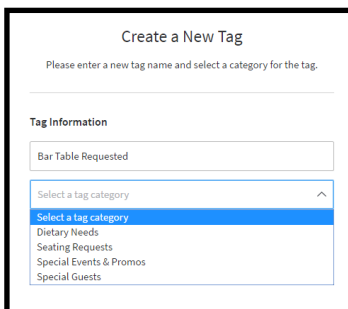 Create a New Tag
Please enter a new tag name and select a category for the tag.
Tag Information
Bar Table Requested
Select a tag category
Select a tag category
Dietary Needs
Seating Requests
Special Events & Promos
Special Guests